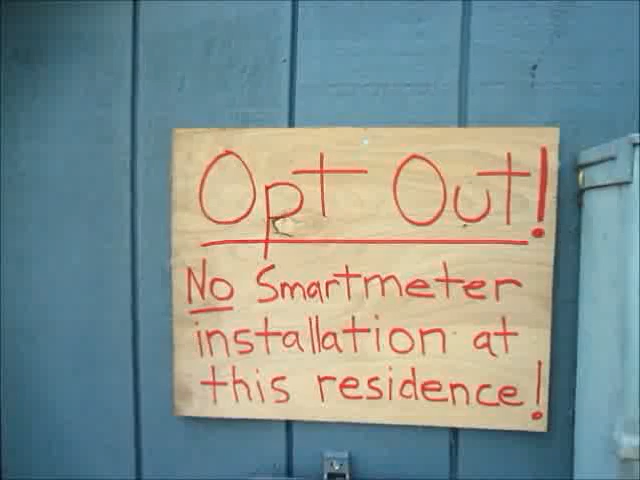 Opt Out!
No Smartmeter
installation at
this residence!